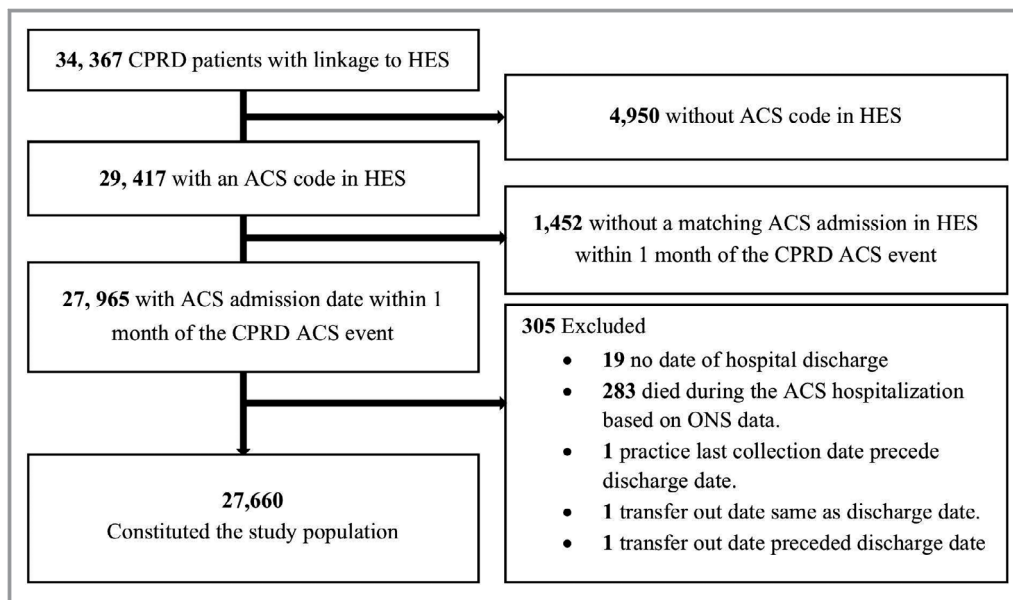 34, 367 CPRD patients with linkage to HES
4,950 without ACS code in HES
29, 417 with an ACS code in HES
1,452 without a matching ACS admission in HES
within 1 month of the CPRD ACS event
27, 965 with ACS admission date within 1
month of the CPRD ACS event
305 Excluded
• 19 no date of hospital discharge
• 283 died during the ACS hospitalization
based on ONS data.
• 1 practice last collection date precede
discharge date.
• 1 transfer out date same as discharge date.
• 1 transfer out date preceded discharge date
27,660
Constituted the study population